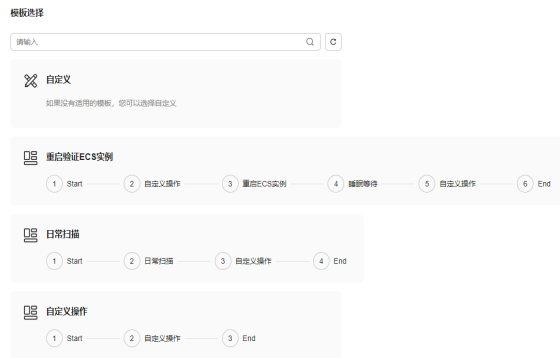 模板选择
请输入
自定义
如果没有适用的模板，您可以选择自定义
重启验证ECS实例
1 Start 2 自定义操作 3 重启ECS实例 4 睡眠等待 5 自定义操作 6 End
日常扫描
1 Start 2 日常扫描 3 自定义操作 4 End
自定义操作
1 Start 2 自定义操作 3 End